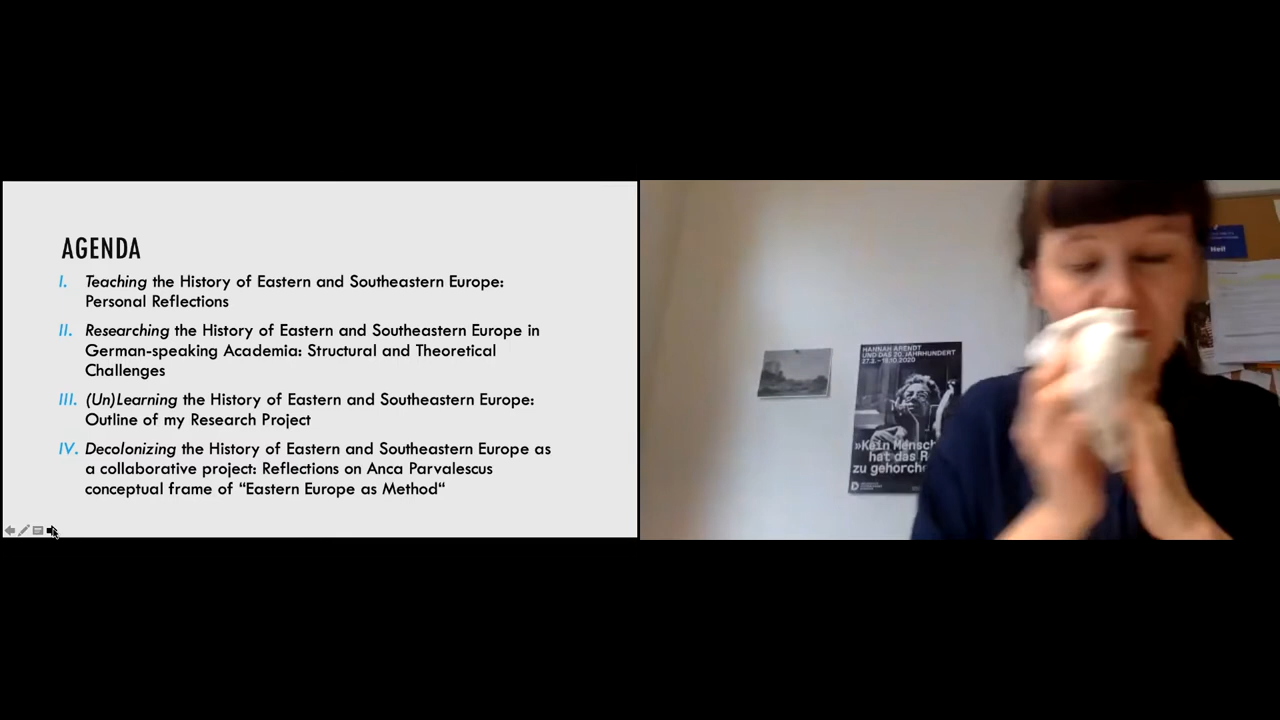 AGENDA
I. Teaching the History of Eastern and Southeastern Europe:
Personal Reflections
II. Researching the History of Eastern and Southeastern Europe in
German-speaking Academia: Structural and Theoretical
Challenges
III. (Un)Learning the History of Eastern and Southeastern Europe:
Outline of my Research Project
IV. Decolonizing the History of Eastern and Southeastern Europe as
a collaborative project: Reflections on Anca Parvalescus
conceptual frame of “Eastern Europe as Method“
HANNAH ARENDT
UND DAS 20. JAHRHUNDERT
»Kein Mensch
hat das R
zu gehorche